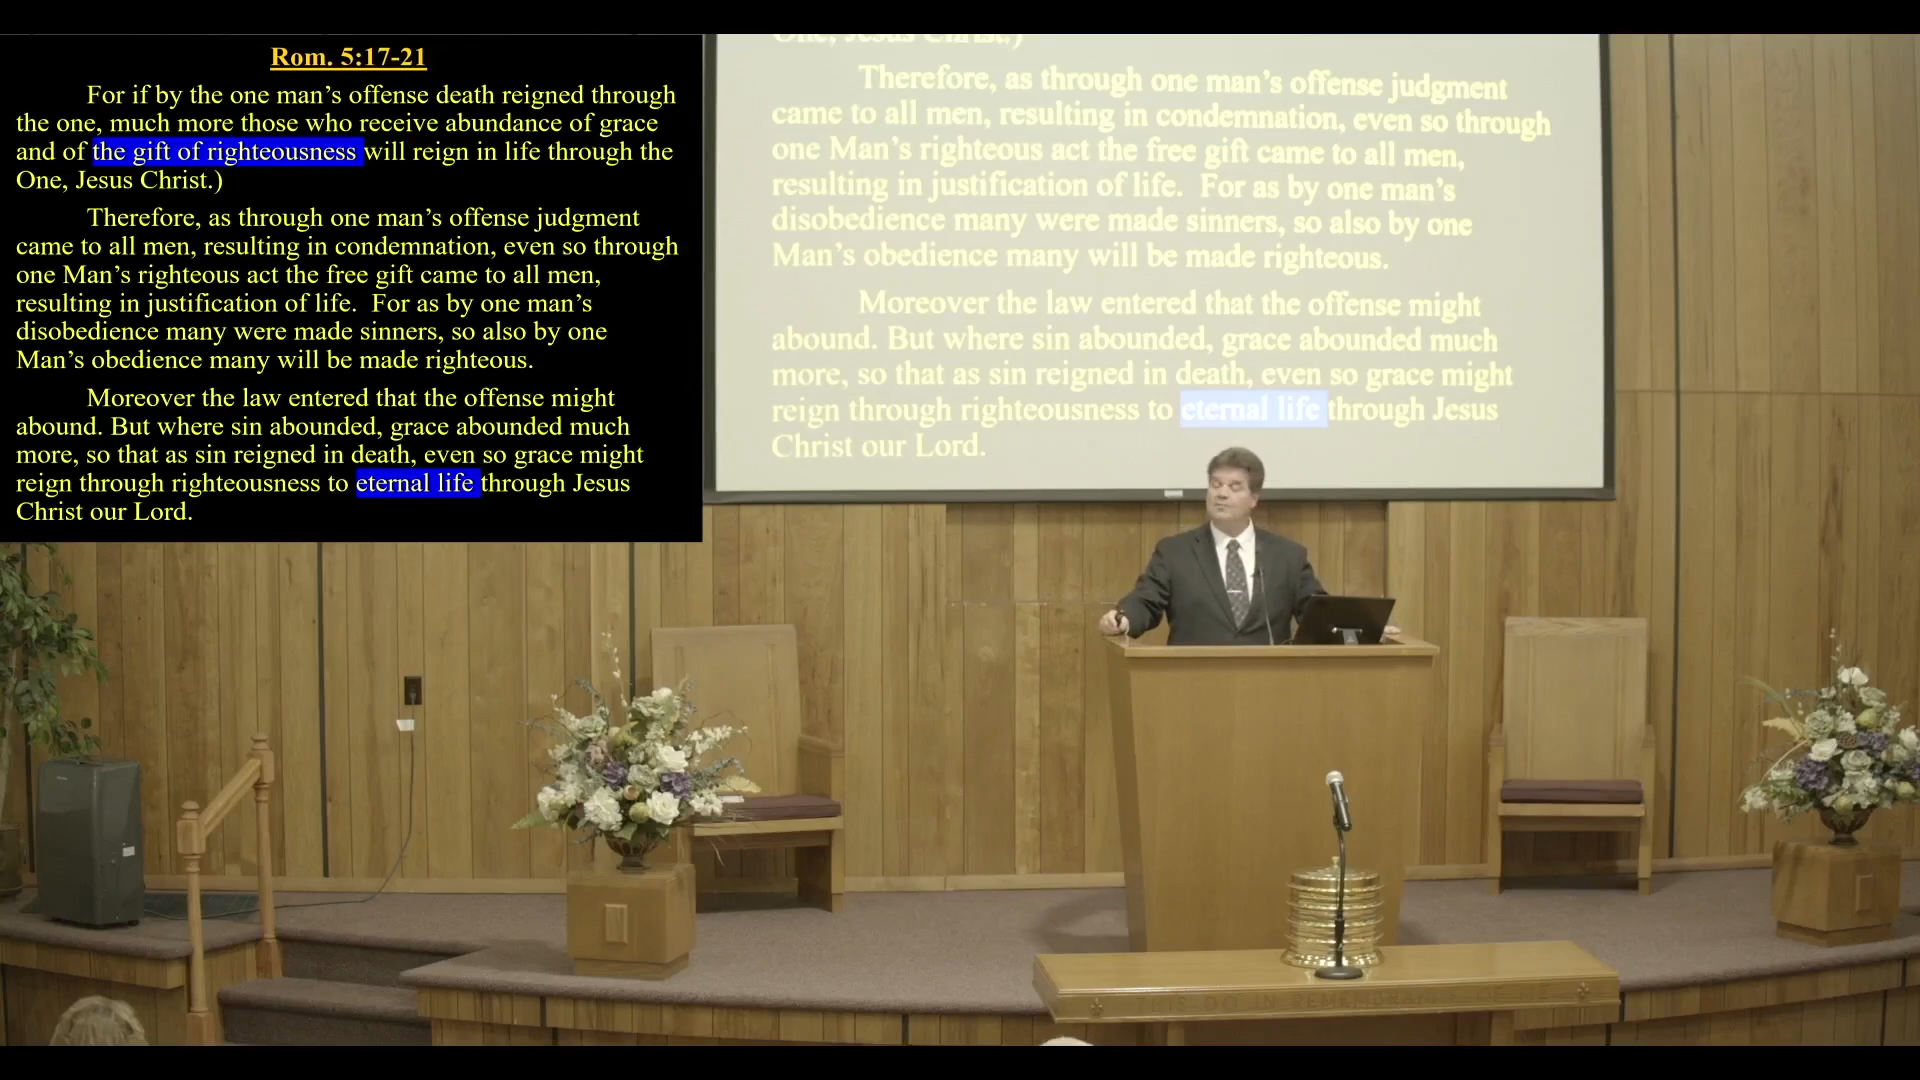 Rom. 5:17-21
For if by the one man’s offense death reigned through
the one, much more those who receive abundance of grace
and of the gift of righteousness will reign in life through the
One, Jesus Christ.)
Therefore, as through one man’s offense judgment
came to all men, resulting in condemnation, even so through
one Man’s righteous act the free gift came to all men,
resulting in justification of life.  For as by one man’s
disobedience many were made sinners, so also by one
Man’s obedience many will be made righteous.
Moreover the law entered that the offense might
abound. But where sin abounded, grace abounded much
more, so that as sin reigned in death, even so grace might
reign through righteousness to eternal life through Jesus
Christ our Lord.
One, Jesus Christ.)
Therefore, as through one man’s offense judgment
came to all men, resulting in condemnation, even so through
one Man’s righteous act the free gift came to all men,
resulting in justification of life.  For as by one man’s
disobedience many were made sinners, so also by one
Man’s obedience many will be made righteous.
Moreover the law entered that the offense might
abound. But where sin abounded, grace abounded much
more, so that as sin reigned in death, even so grace might
reign through righteousness to eternal life through Jesus
Christ our Lord.
THIS DO IN REMEMBRANCE OF ME